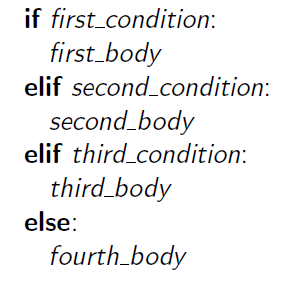 if first_condition:
first_body
elif second_condition:
second_body
elif third_condition:
third_body
else:
fourth_body